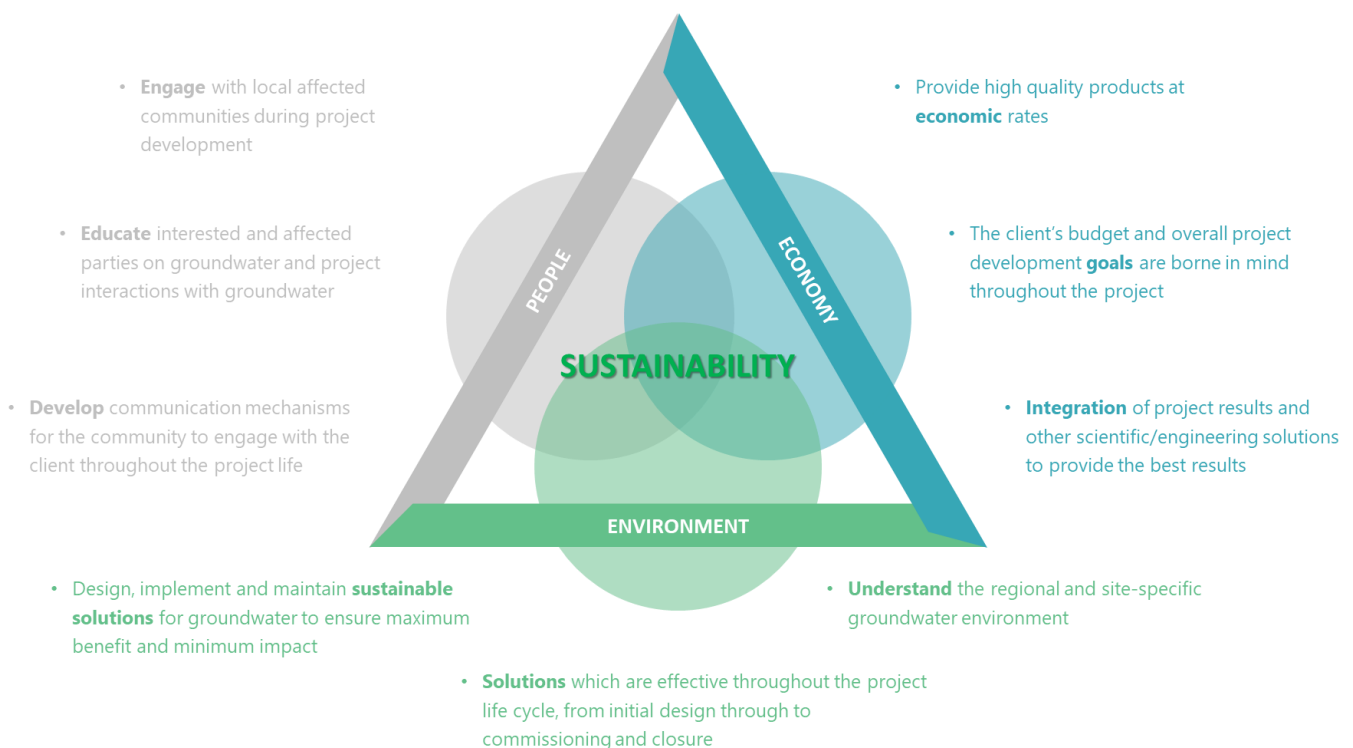 • Engage with local affected
communities during project
development
• Provide high quality products at
economic rates
• Educate interested and affected
parties on groundwater and project
interactions with groundwater
PEOPLE
ECONOMY
• The client's budget and overall project
development goals are borne in mind
throughout the project
SUSTAINABILITY
• Develop communication mechanisms
for the community to engage with the
client throughout the project life
• Integration of project results and
other scientific/engineering solutions
to provide the best results
ENVIRONMENT
• Design, implement and maintain sustainable
solutions for groundwater to ensure maximum
benefit and minimum impact
• Understand the regional and site-specific
groundwater environment
• Solutions which are effective throughout the project
life cycle, from initial design through to
commissioning and closure